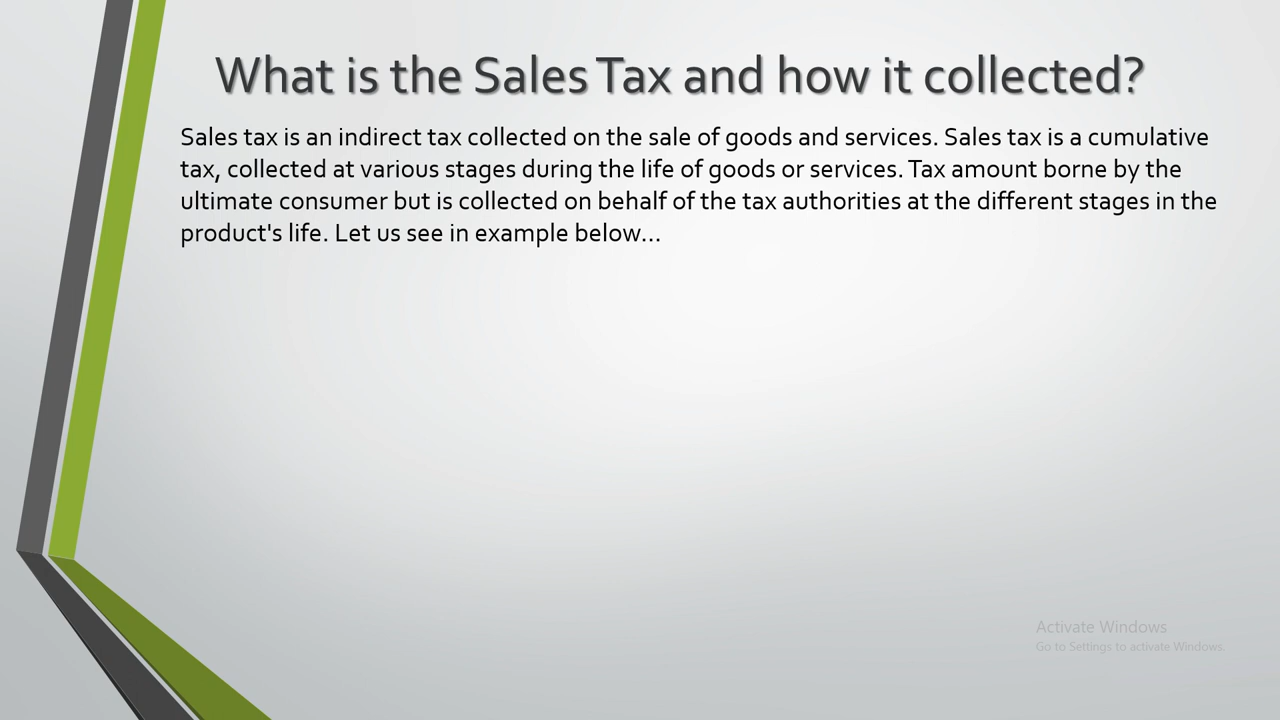 What is the Sales Tax and how it collected?
Sales tax is an indirect tax collected on the sale of goods and services. Sales tax is a cumulative
tax, collected at various stages during the life of goods or services. Tax amount borne by the
ultimate consumer but is collected on behalf of the tax authorities at the different stages in the
product's life. Let us see in example below...
Activate Windows
Go to Settings to activate Windows.